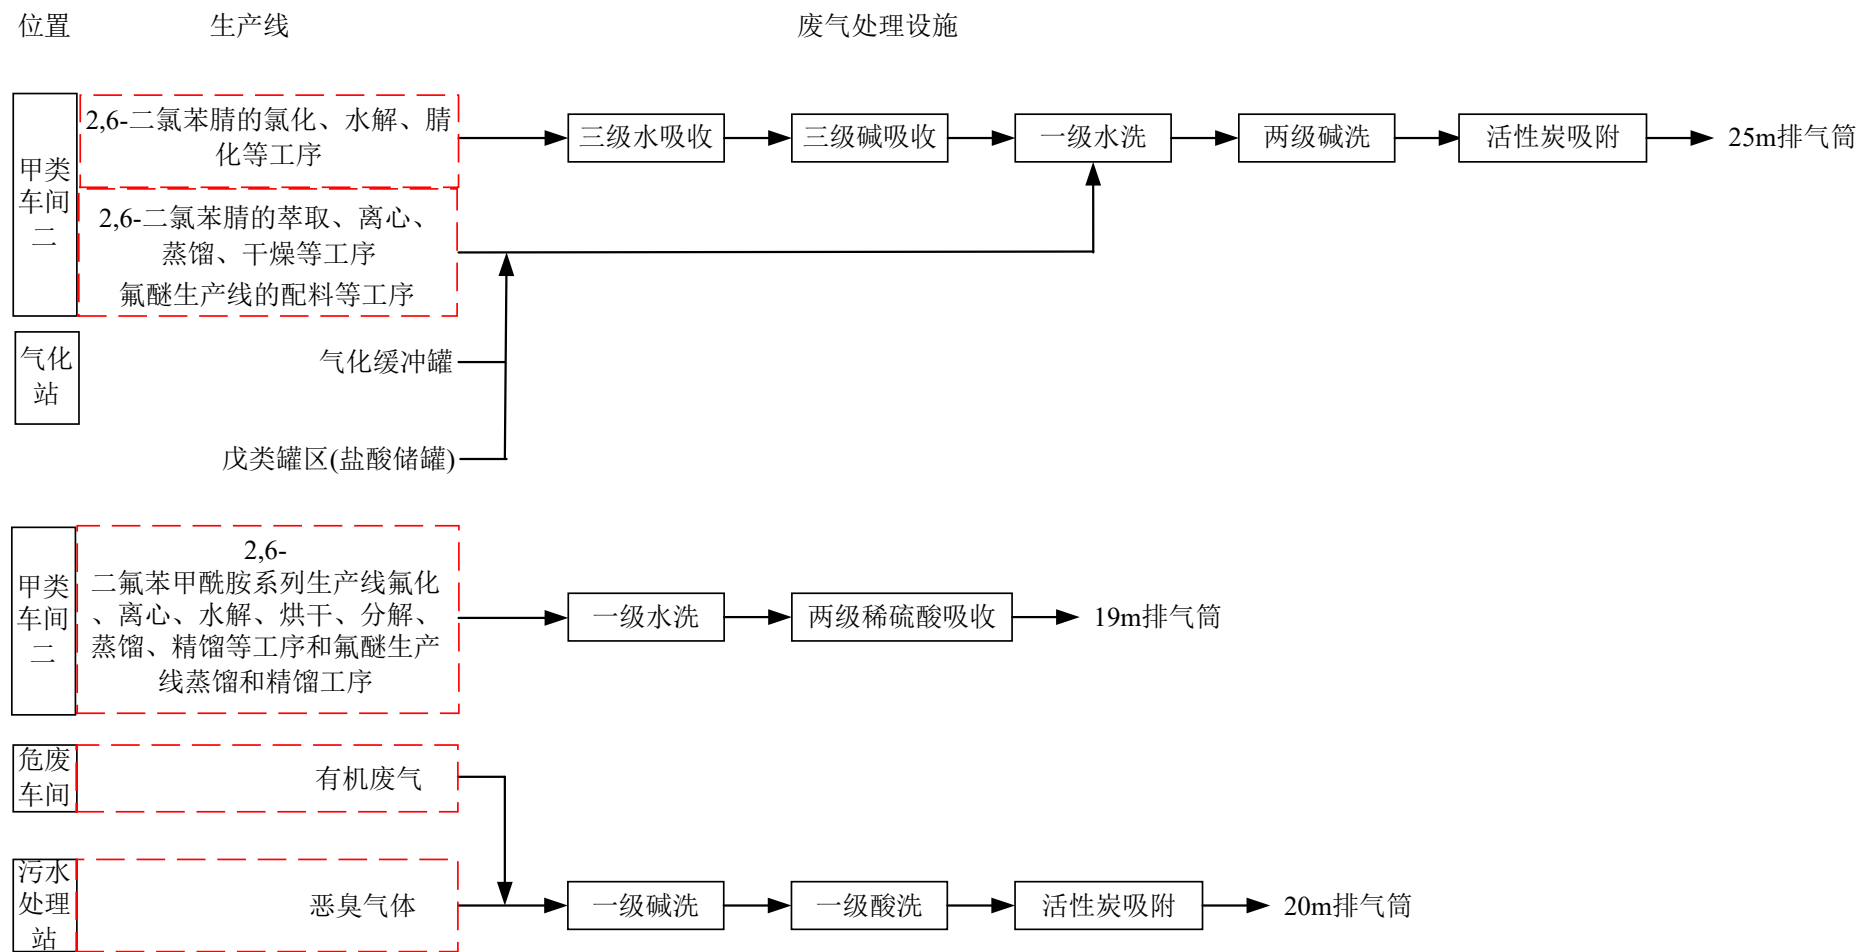 位置
生产线
废气处理设施
甲类
车间
二
2,6-二氯苯腈的氯化、水解、腈
化等工序
三级水吸收
三级碱吸收
一级水洗
两级碱洗
活性炭吸附
25m排气筒
2,6-二氯苯腈的萃取、离心、
蒸馏、干燥等工序
氟醚生产线的配料等工序
气化
站
气化缓冲罐
戊类罐区(盐酸储罐)
甲类
车间
二
2,6-
二氟苯甲酰胺系列生产线氟化
、离心、水解、烘干、分解、
蒸馏、精馏等工序和氟醚生产
线蒸馏和精馏工序
一级水洗
两级稀硫酸吸收
19m排气筒
危废
车间
有机废气
污水
处理
站
恶臭气体
一级碱洗
一级酸洗
活性炭吸附
20m排气筒